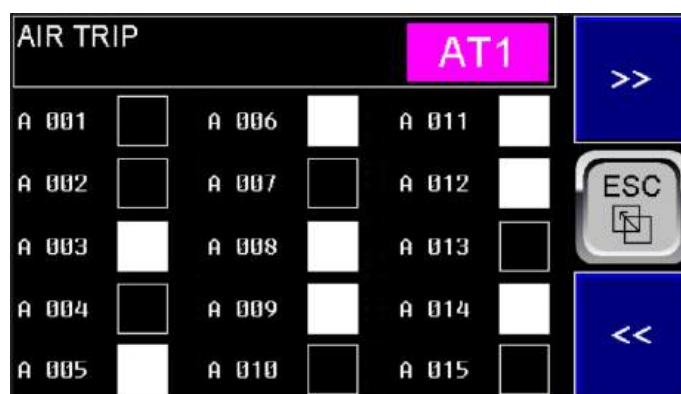 AIR TRIP AT1 >>
A 001 A 006 A 011
A 002 A 007 A 012 ESC
A 003 A 008 A 013
A 004 A 009 A 014 <<
A 005 A 010 A 015